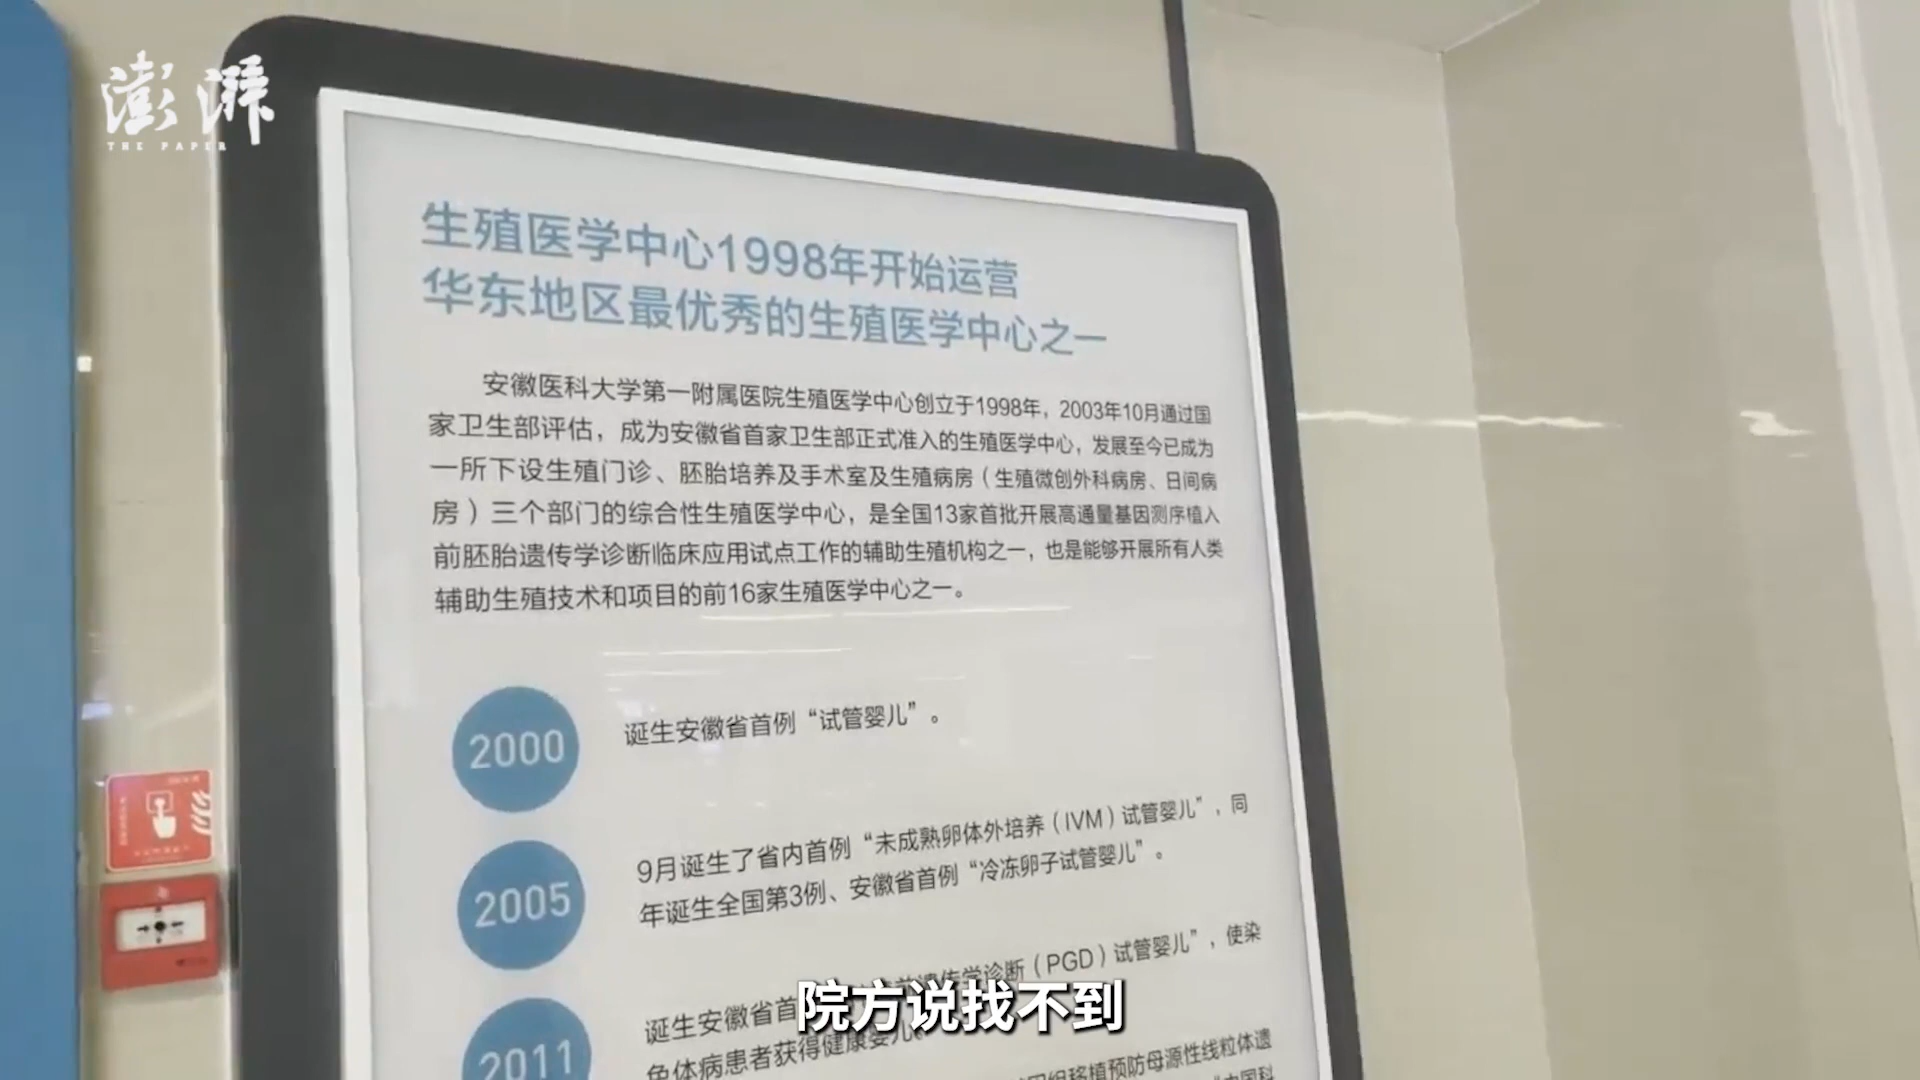 澎湃
THE PAPER
生殖医学中心1998年开始运营
华东地区最优秀的生殖医学中心之一
安徽医科大学第一附属医院生殖医学中心创立于1998年，2003年10月通过国
家卫生部评估，成为安徽省首家卫生部正式准入的生殖医学中心，发展至今已成为
一所下设生殖门诊、胚胎培养及手术室及生殖病房（生殖微创外科病房、日间病
房）三个部门的综合性生殖医学中心，是全国13家首批开展高通量基因测序植入
前胚胎遗传学诊断临床应用试点工作的辅助生殖机构之一，也是能够开展所有人类
辅助生殖技术和项目的前16家生殖医学中心之一。
2000
诞生安徽省首例“试管婴儿”。
2005
9月诞生了省内首例“未成熟卵体外培养（IVM）试管婴儿”，同
年诞生全国第3例、安徽省首例“冷冻卵子试管婴儿”。
2011
诞生安徽省首 前遗传学诊断（PGD）试管婴儿”，使染
色体病患者获得健康婴儿。
组移植预防母源性线粒体遗
院方说找不到